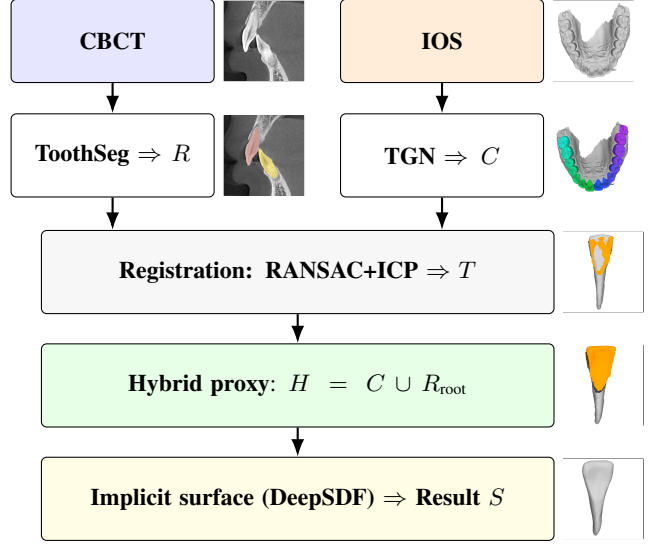 CBCT
IOS
ToothSeg ⇒ R
TGN ⇒ C
Registration: RANSAC+ICP ⇒ T
Hybrid proxy: H = C ∪ R_root
Implicit surface (DeepSDF) ⇒ Result S